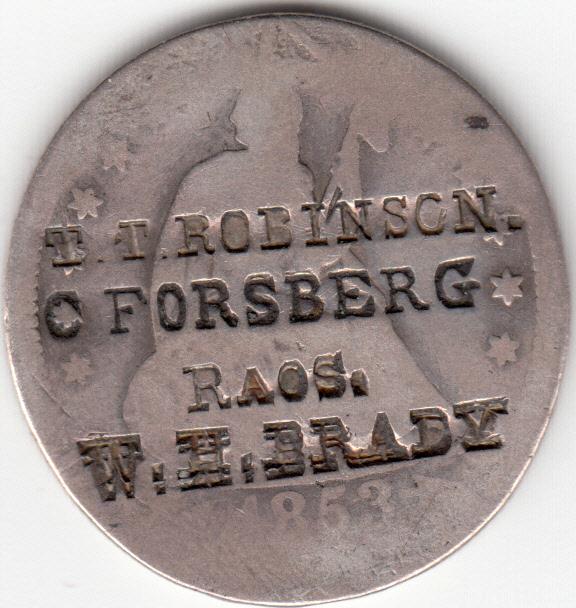 T. T. ROBINSON.
C FORSBERG
RAOS.
W. H. BRADY
1853